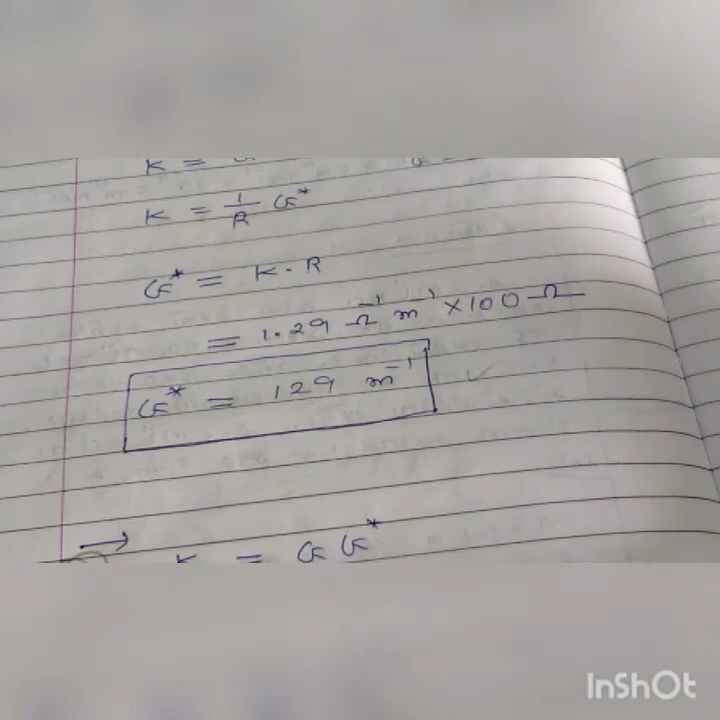 K =
K = 1/R G*
G* = K · R
= 1.29 Ω⁻¹ m⁻¹ × 100 Ω
G* = 129 m⁻¹ ✓
→ K = G G*
InShOt